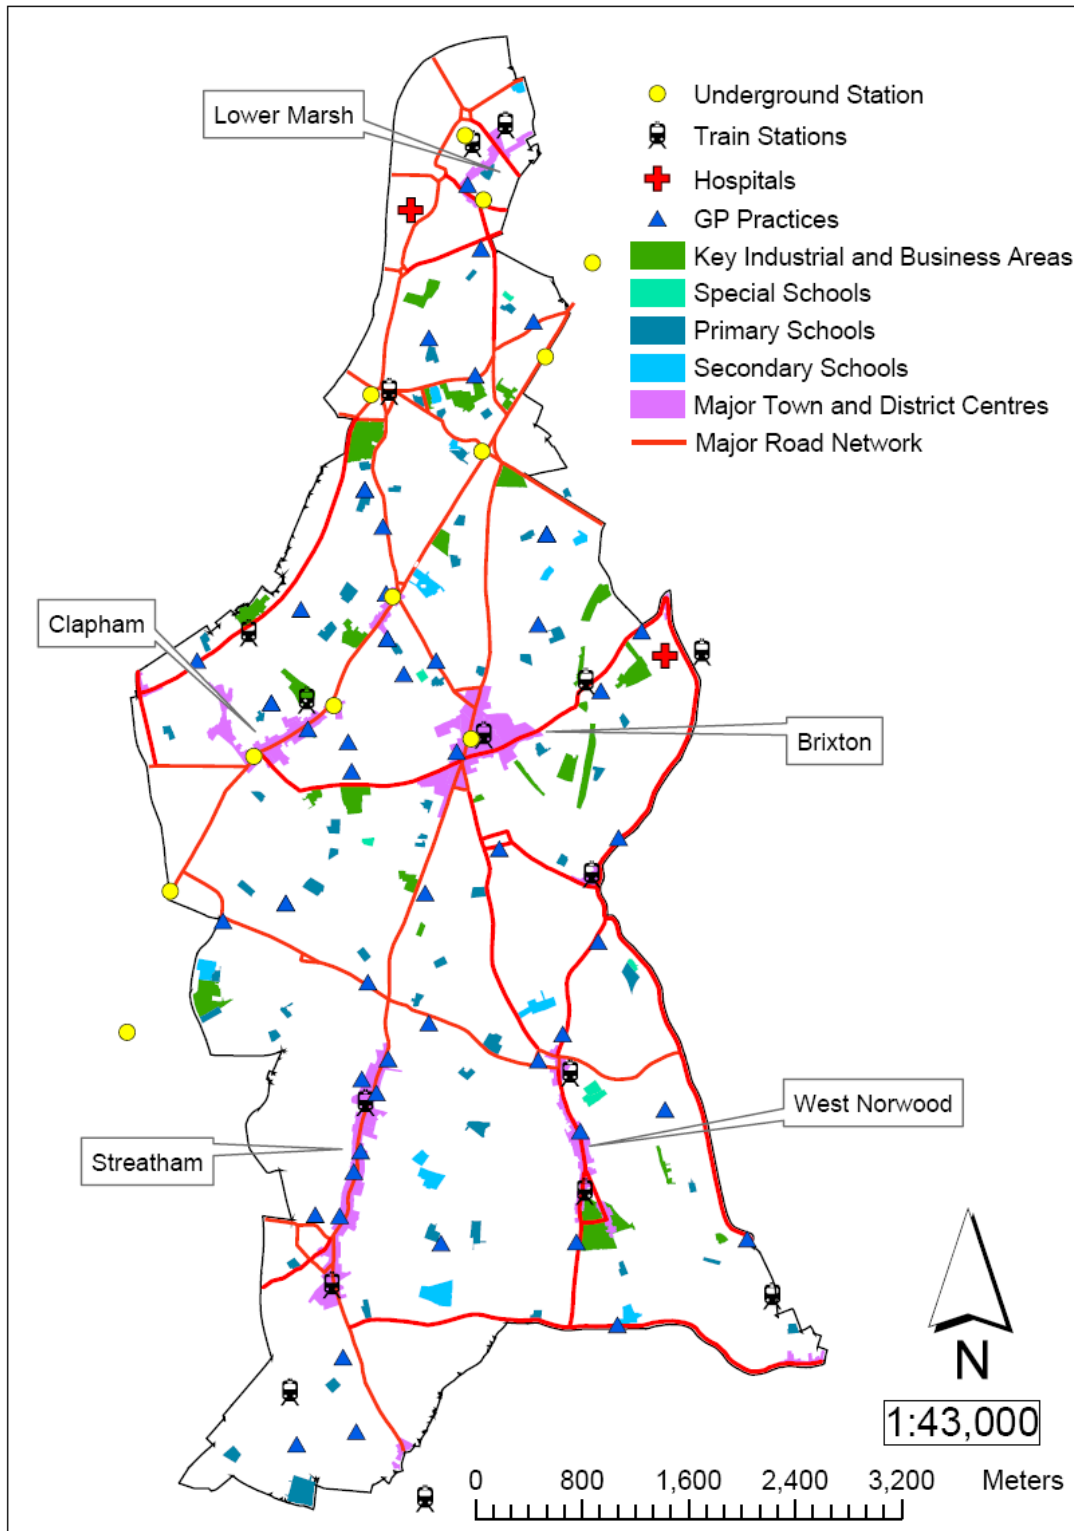 Lower Marsh
Underground Station
Train Stations
Hospitals
GP Practices
Key Industrial and Business Areas
Special Schools
Primary Schools
Secondary Schools
Major Town and District Centres
Major Road Network
Clapham
Brixton
West Norwood
Streatham
N
1:43,000
0 800 1,600 2,400 3,200 Meters